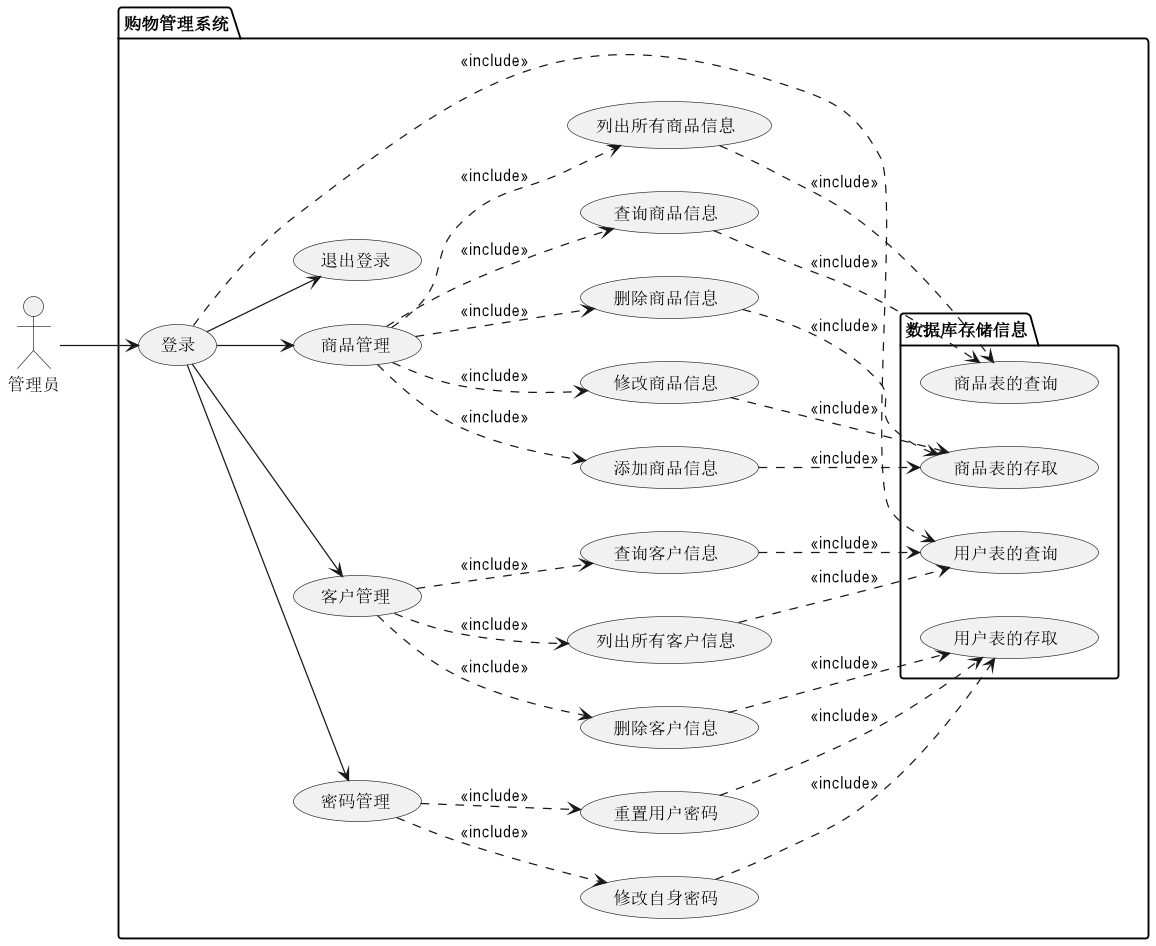 购物管理系统
«include»
列出所有商品信息
«include»
«include»
查询商品信息
«include»
«include»
退出登录
删除商品信息
«include»
«include»
数据库存储信息
管理员
登录
商品管理
«include»
修改商品信息
商品表的查询
«include»
«include»
添加商品信息
«include»
商品表的存取
«include»
查询客户信息
«include»
用户表的查询
«include»
客户管理
«include»
列出所有客户信息
用户表的存取
«include»
«include»
删除客户信息
«include»
«include»
密码管理
«include»
重置用户密码
«include»
修改自身密码